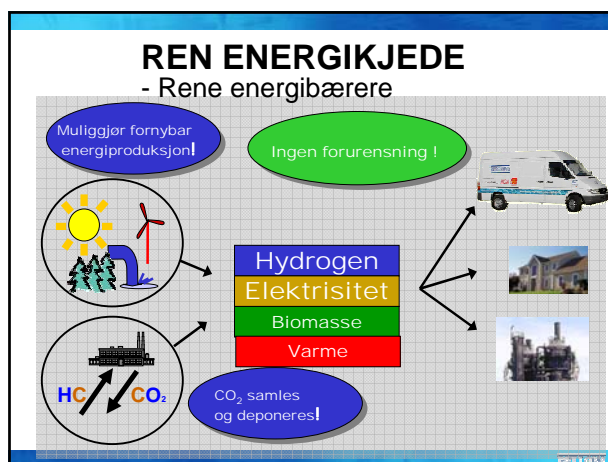 REN ENERGIKJEDE
- Rene energibærere
Muliggjør fornybar
energiproduksjon!
Ingen forurensning !
Hydrogen
Elektrisitet
Biomasse
Varme
HC CO₂
CO₂ samles
og deponeres!